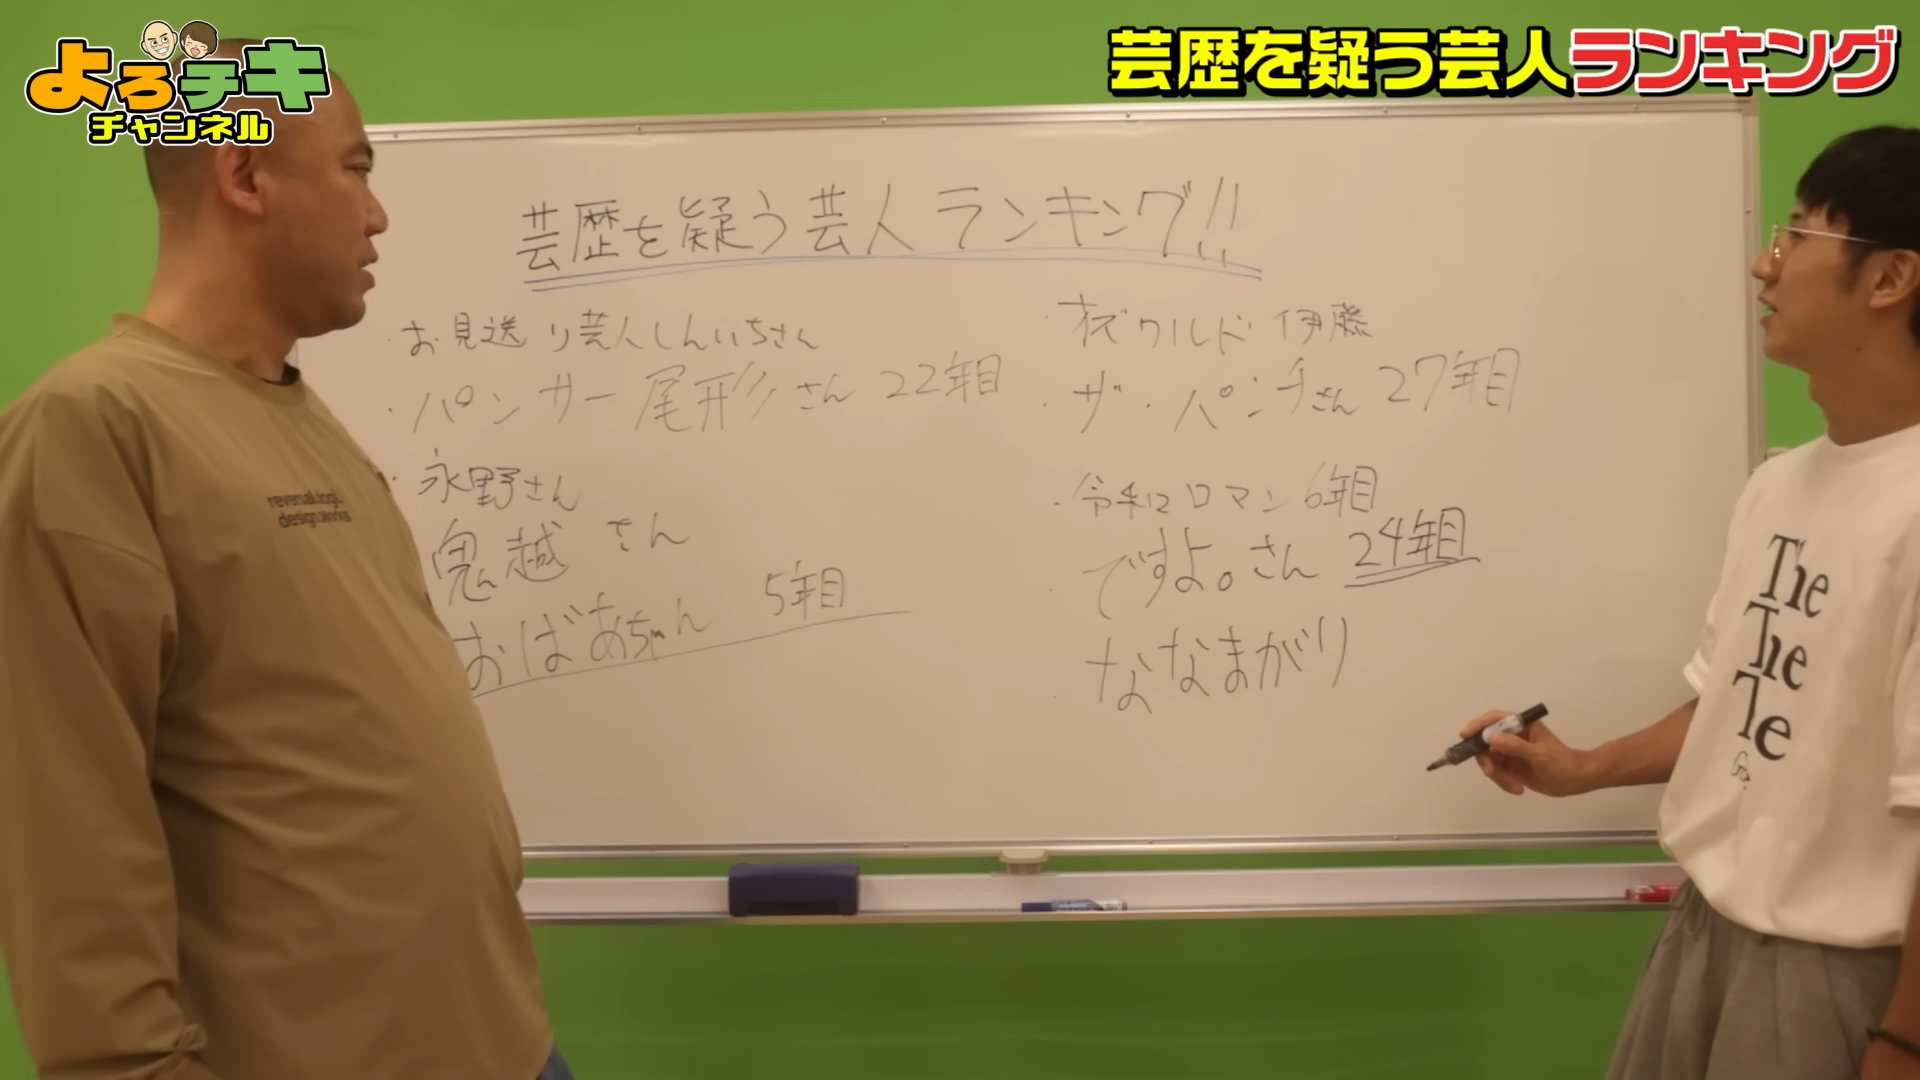 よろチキ
チャンネル
芸歴を疑う芸人ランキング
芸歴を疑う芸人ランキング!!
・お見送り芸人しんいちさん
・パンサー尾形さん 22年目
・永野さん
鬼越さん
おばあちゃん 5年目
・オズワルド伊藤
・ザ・パンチさん 27年目
・令和ロマン 6年目
・ですよ。さん 24年目
ななまがり
reversal.logi.
design.works
The
The
Te